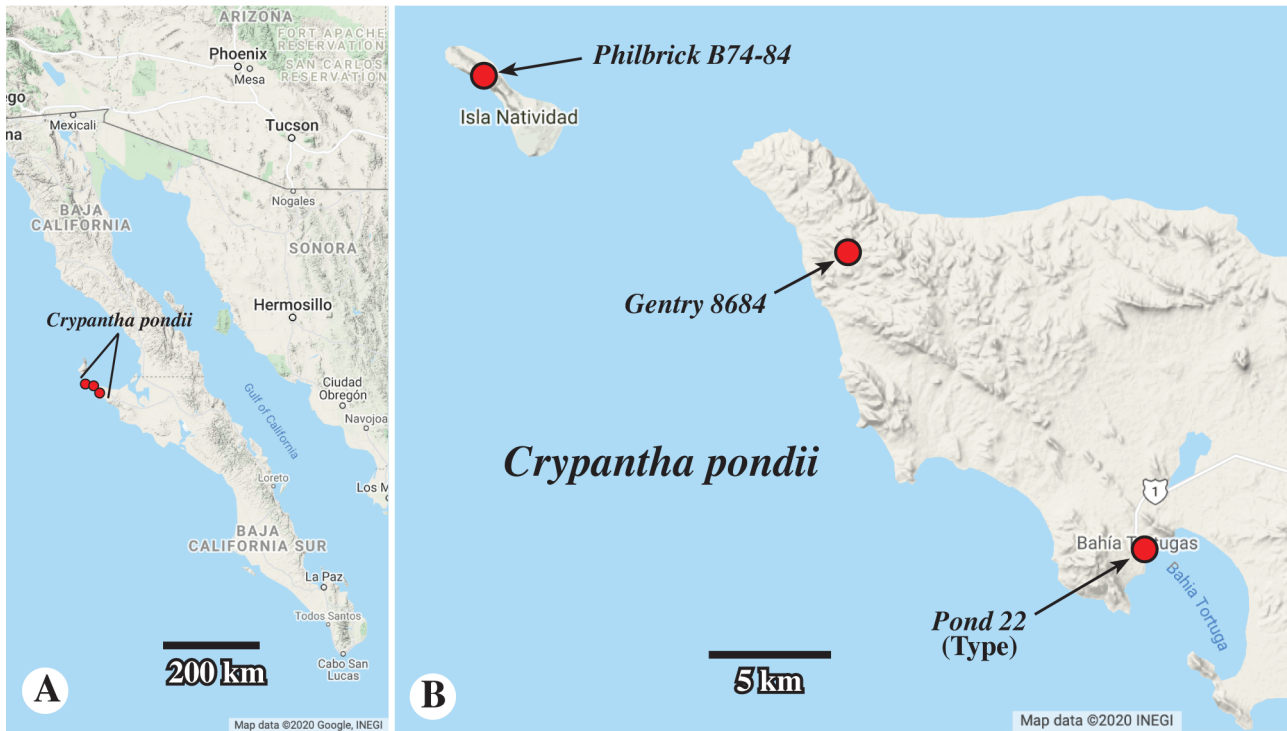 ARIZONA
FORT APACHE
RESERVATION
Phoenix
Mesa
SAN CARLOS
RESERVATION
ego
Mexicali
na
Tucson
Nogales
BAJA
CALIFORNIA
SONORA
Hermosillo
Crypantha pondii
Ciudad
Obregón
Navojoa
Gulf of California
Loreto
Los M
BAJA
CALIFORNIA SUR
La Paz
Todos Santos
Cabo San
Lucas
200 km
A
Map data ©2020 Google, INEGI
Philbrick B74-84
Isla Natividad
Gentry 8684
Crypantha pondii
1
Bahía Tortugas
Bahia Tortuga
Pond 22
(Type)
5 km
B
Map data ©2020 INEGI